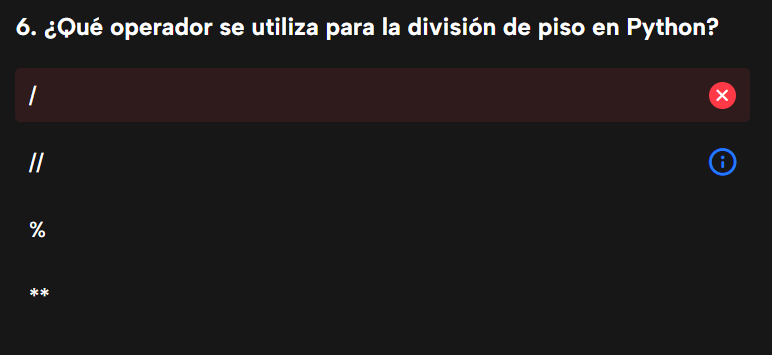 6. ¿Qué operador se utiliza para la división de piso en Python?
/
//
%
**